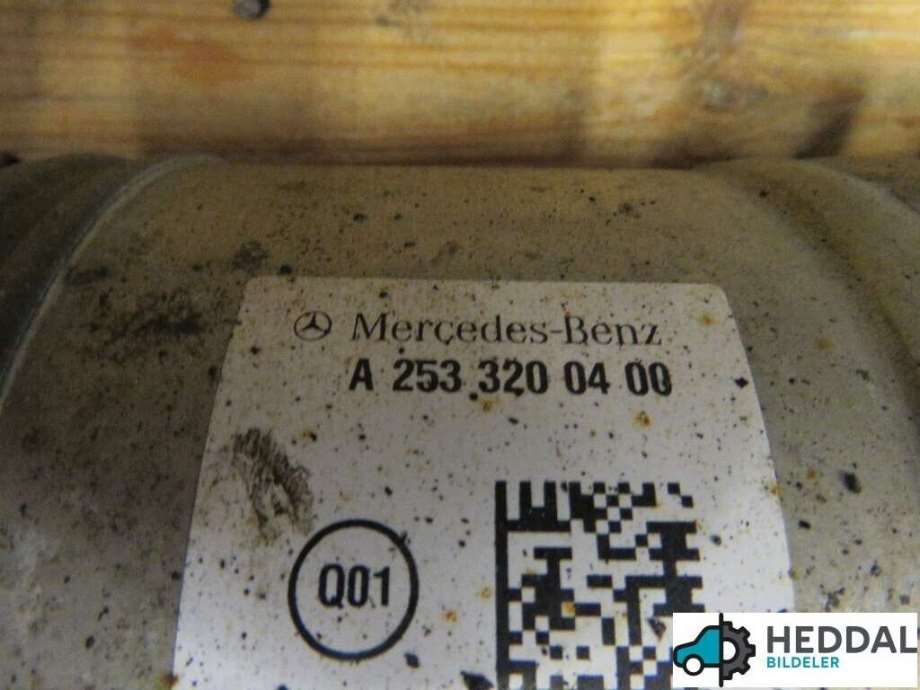 Mercedes-Benz
A 253 320 04 00
Q01
HEDDAL
BILDELER